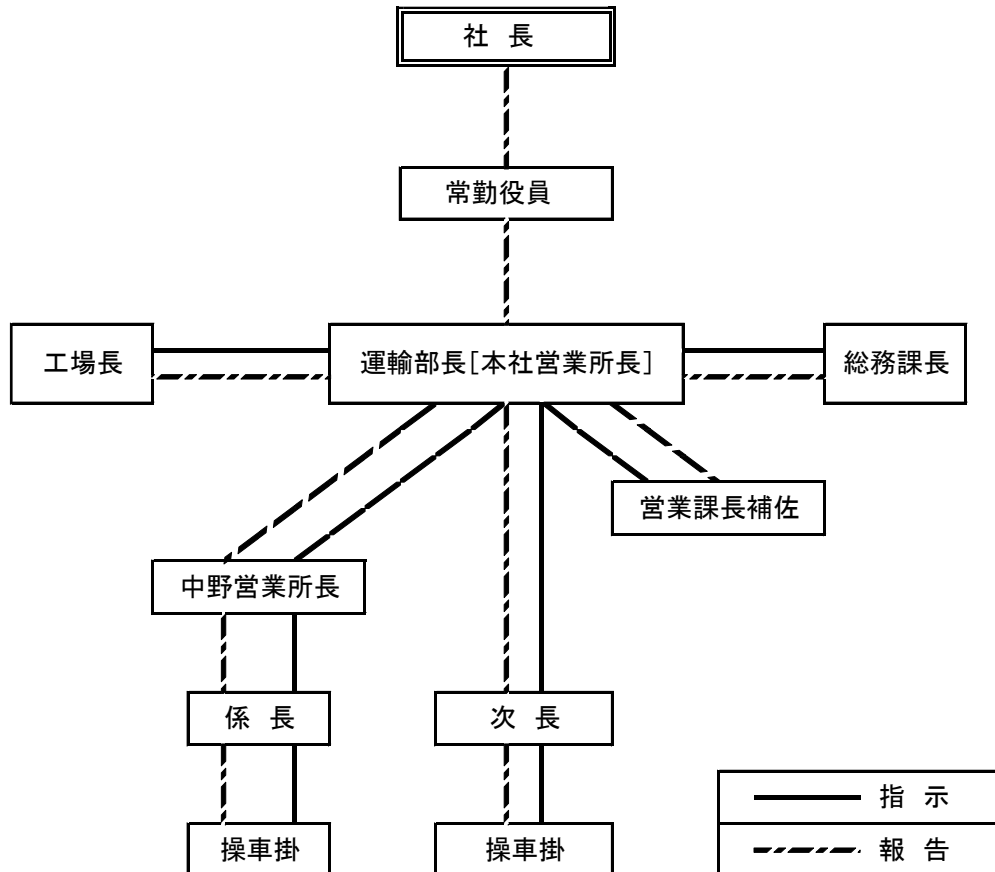 社 長
常勤役員
工場長
運輸部長[本社営業所長]
総務課長
営業課長補佐
中野営業所長
係 長
次 長
操車掛
操車掛
指 示
報 告